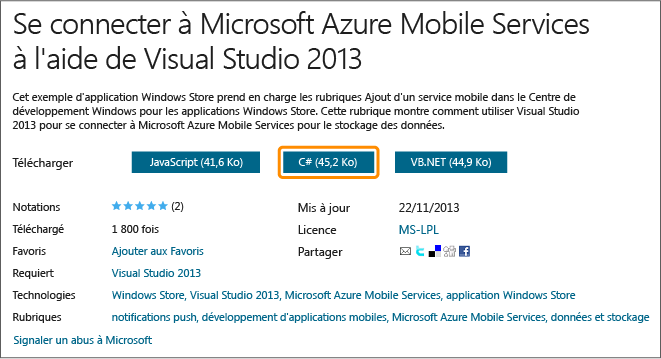 Se connecter à Microsoft Azure Mobile Services
à l'aide de Visual Studio 2013
Cet exemple d'application Windows Store prend en charge les rubriques Ajout d'un service mobile dans le Centre de
développement Windows pour les applications Windows Store. Cette rubrique montre comment utiliser Visual Studio
2013 pour se connecter à Microsoft Azure Mobile Services pour le stockage des données.
Télécharger JavaScript (41,6 Ko) C# (45,2 Ko) VB.NET (44,9 Ko)
Notations (2) Mis à jour 22/11/2013
Téléchargé 1 800 fois Licence MS-LPL
Favoris Ajouter aux Favoris Partager
Requiert Visual Studio 2013
Technologies Windows Store, Visual Studio 2013, Microsoft Azure Mobile Services, application Windows Store
Rubriques notifications push, développement d'applications mobiles, Microsoft Azure Mobile Services, données et stockage
Signaler un abus à Microsoft